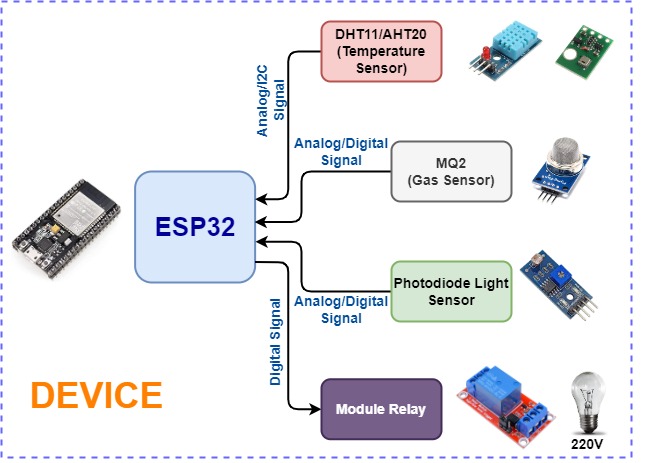 DHT11/AHT20
(Temperature
Sensor)
Analog/I2C
Signal
Analog/Digital
Signal
MQ2
(Gas Sensor)
ESP32
Photodiode Light
Sensor
Analog/Digital
Signal
Digital Signal
DEVICE
Module Relay
220V